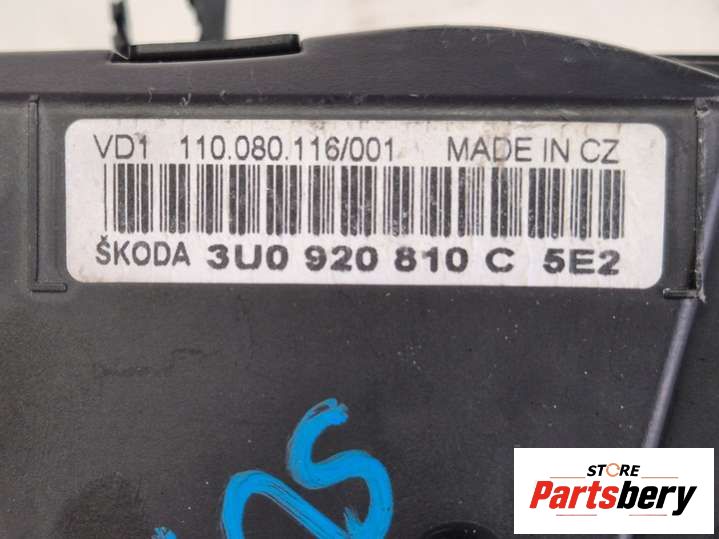 VD1 110.080.116/001 MADE IN CZ
ŠKODA 3U0 920 810 C 5E2
STORE
Partsbery